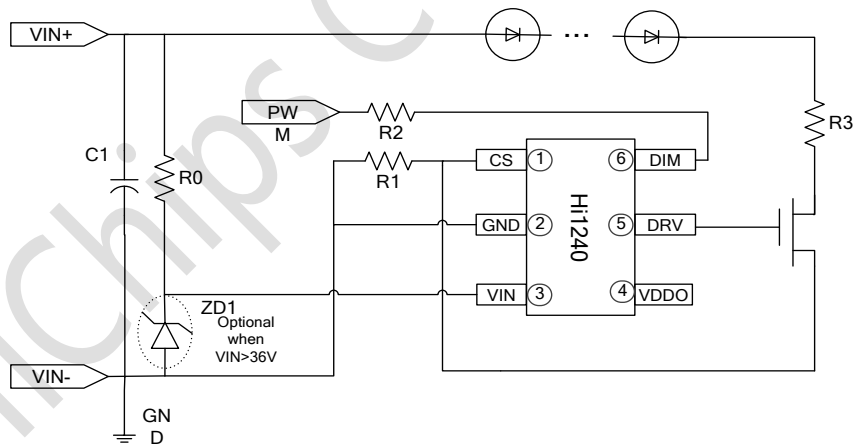 VIN+
PW
M
R2
R3
C1
R0
R1
CS
1
6
DIM
GND
2
Hi1240
5
DRV
VIN
3
4
VDDO
ZD1
Optional
when
VIN>36V
VIN-
GN
D
iChips C